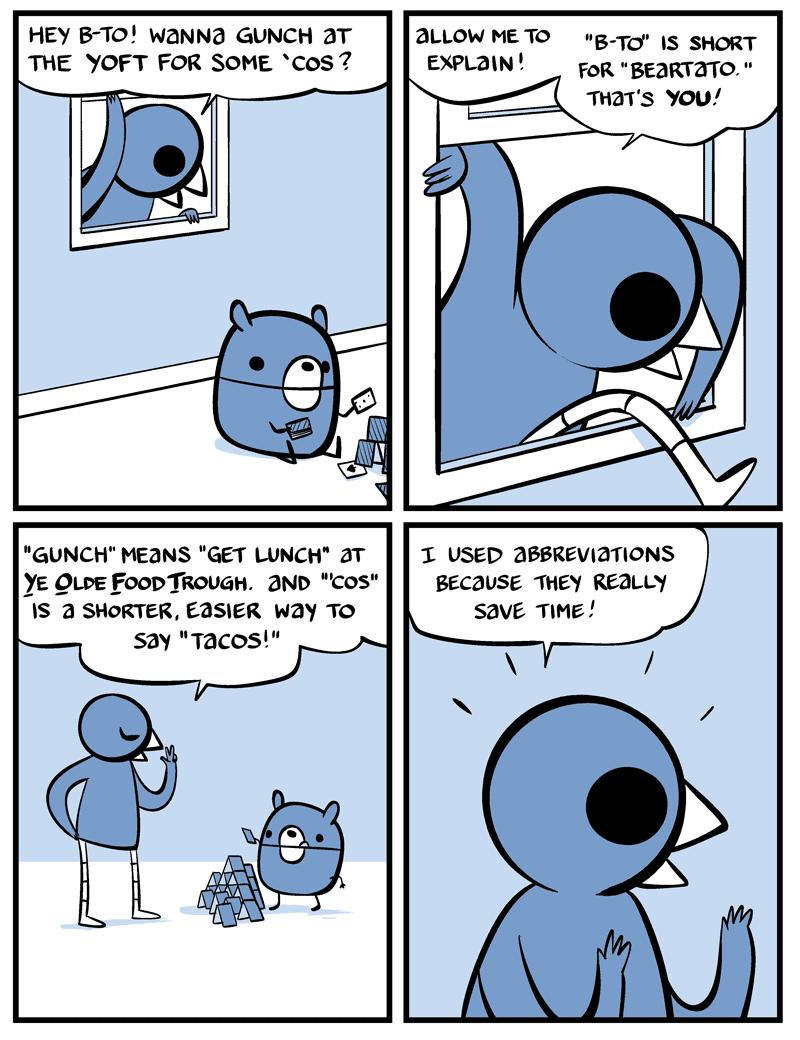 HEY B-TO! WANNA GUNCH AT
THE YOFT FOR SOME 'COS?
ALLOW ME TO
EXPLAIN!
"B-TO" IS SHORT
FOR "BEARTATO."
THAT'S YOU!
"GUNCH" MEANS "GET LUNCH" AT
YE OLDE FOOD TROUGH. AND "'COS"
IS A SHORTER, EASIER WAY TO
SAY "TACOS!"
I USED ABBREVIATIONS
BECAUSE THEY REALLY
SAVE TIME!